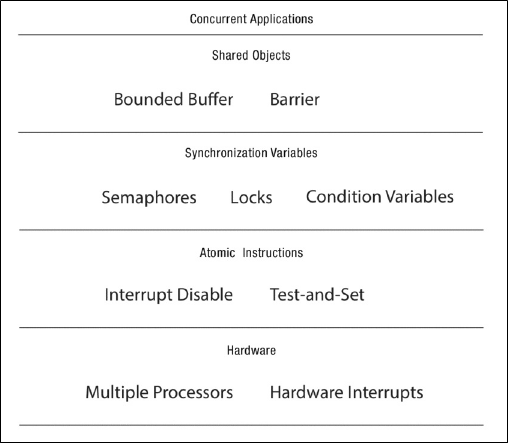 Concurrent Applications
Shared Objects
Bounded Buffer Barrier
Synchronization Variables
Semaphores Locks Condition Variables
Atomic Instructions
Interrupt Disable Test-and-Set
Hardware
Multiple Processors Hardware Interrupts